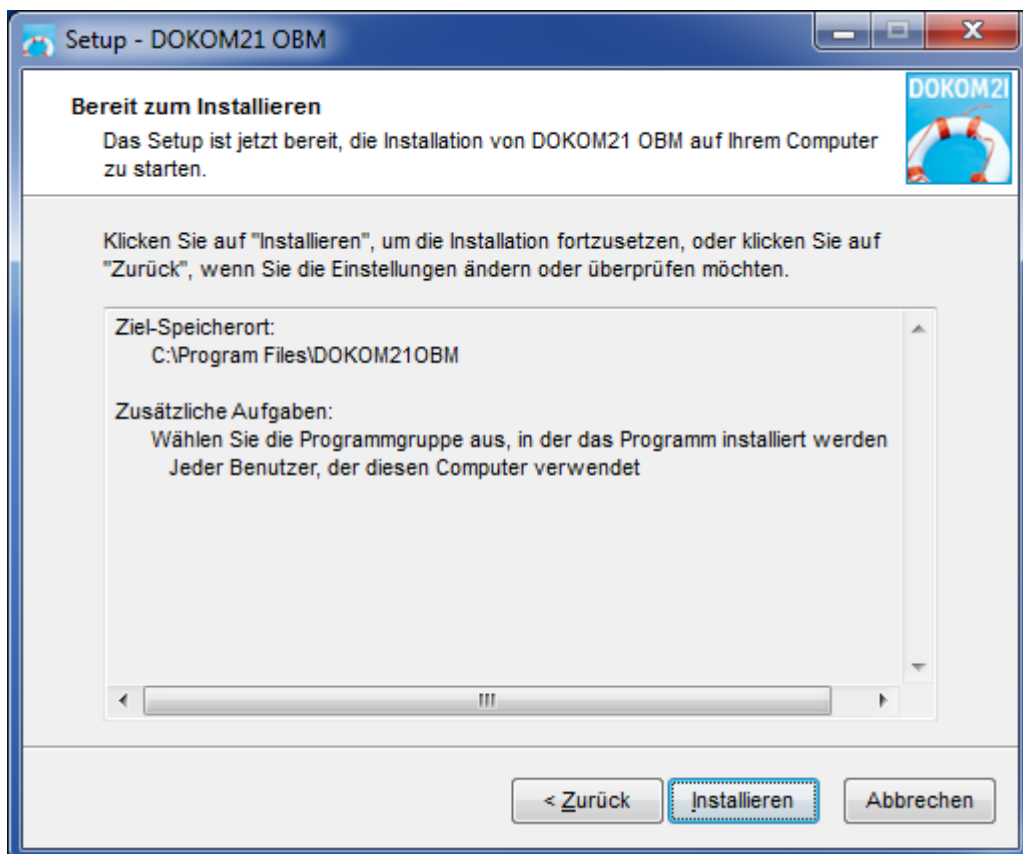 Setup - DOKOM21 OBM
Bereit zum Installieren
Das Setup ist jetzt bereit, die Installation von DOKOM21 OBM auf Ihrem Computer
zu starten.
DOKOM21
Klicken Sie auf "Installieren", um die Installation fortzusetzen, oder klicken Sie auf
"Zurück", wenn Sie die Einstellungen ändern oder überprüfen möchten.
Ziel-Speicherort:
C:\Program Files\DOKOM21OBM
Zusätzliche Aufgaben:
Wählen Sie die Programmgruppe aus, in der das Programm installiert werden
Jeder Benutzer, der diesen Computer verwendet
< Zurück
Installieren
Abbrechen